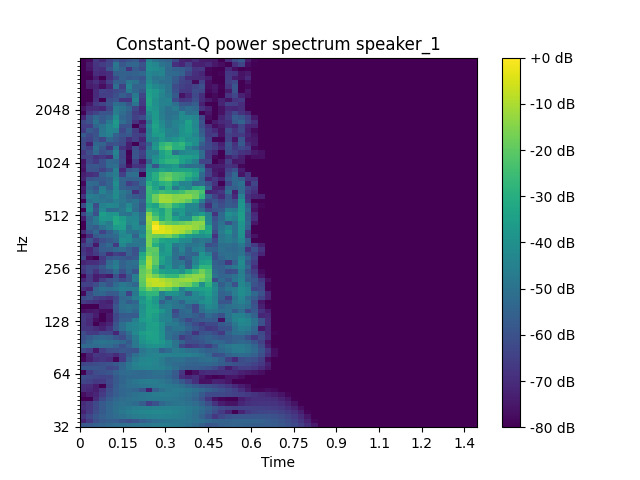 Constant-Q power spectrum speaker_1
+0 dB
2048
-10 dB
1024
-20 dB
-30 dB
512
Hz
-40 dB
256
-50 dB
128
-60 dB
64
-70 dB
32
-80 dB
0 0.15 0.3 0.45 0.6 0.75 0.9 1.1 1.2 1.4
Time